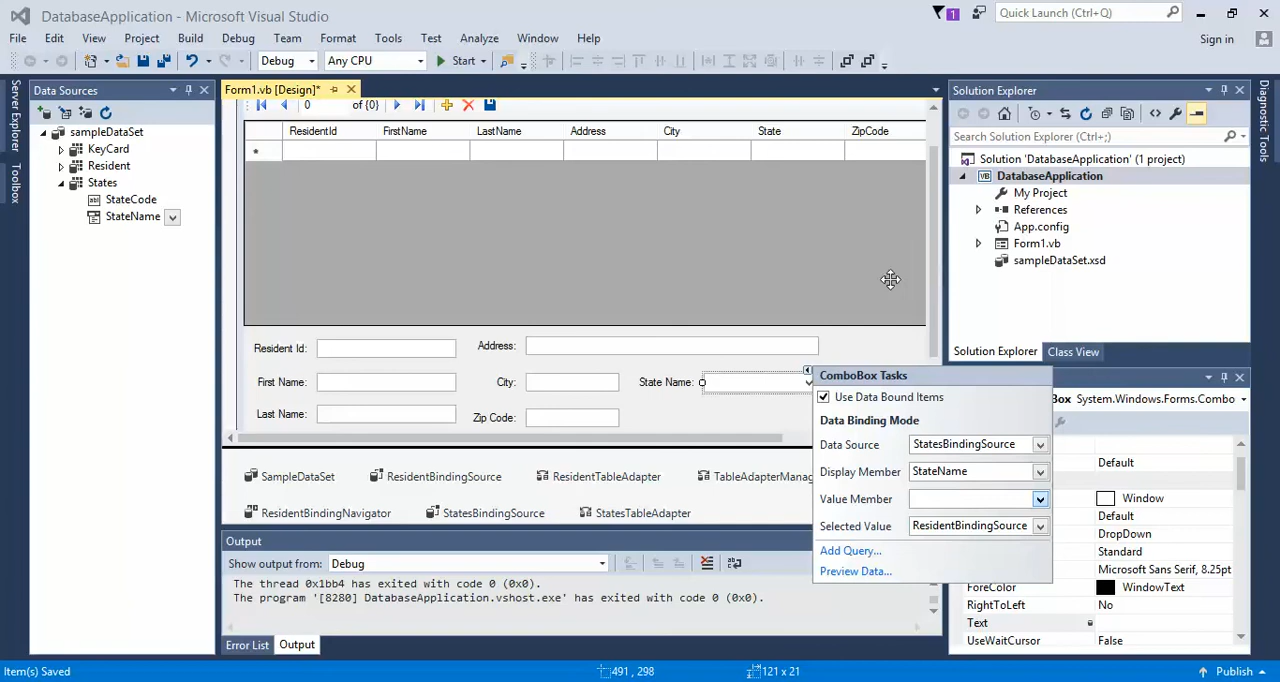 DatabaseApplication - Microsoft Visual Studio
1
Quick Launch (Ctrl+Q)
File Edit View Project Build Debug Team Format Tools Test Analyze Window Help
Sign in
Debug Any CPU Start
Server Explorer
Toolbox
Data Sources
sampleDataSet
KeyCard
Resident
States
StateCode
StateName
Form1.vb [Design]*
0 of {0}
ResidentId FirstName LastName Address City State ZipCode
Resident Id: Address:
First Name: City: State Name:
Last Name: Zip Code:
SampleDataSet ResidentBindingSource ResidentTableAdapter TableAdapterManag
ResidentBindingNavigator StatesBindingSource StatesTableAdapter
Output
Show output from: Debug
The thread 0x1bb4 has exited with code 0 (0x0).
The program '[8280] DatabaseApplication.vshost.exe' has exited with code 0 (0x0).
Error List Output
ComboBox Tasks
Use Data Bound Items
Data Binding Mode
Data Source StatesBindingSource
Display Member StateName
Value Member
Selected Value ResidentBindingSource
Add Query...
Preview Data...
Solution Explorer
Search Solution Explorer (Ctrl+;)
Solution 'DatabaseApplication' (1 project)
VB DatabaseApplication
My Project
References
App.config
Form1.vb
sampleDataSet.xsd
Solution Explorer Class View
Box System.Windows.Forms.Combo
Default
Window
Default
DropDown
Standard
Microsoft Sans Serif, 8.25pt
ForeColor WindowText
RightToLeft No
Text
UseWaitCursor False
Diagnostic Tools
Item(s) Saved 491 , 298 121 x 21 Publish